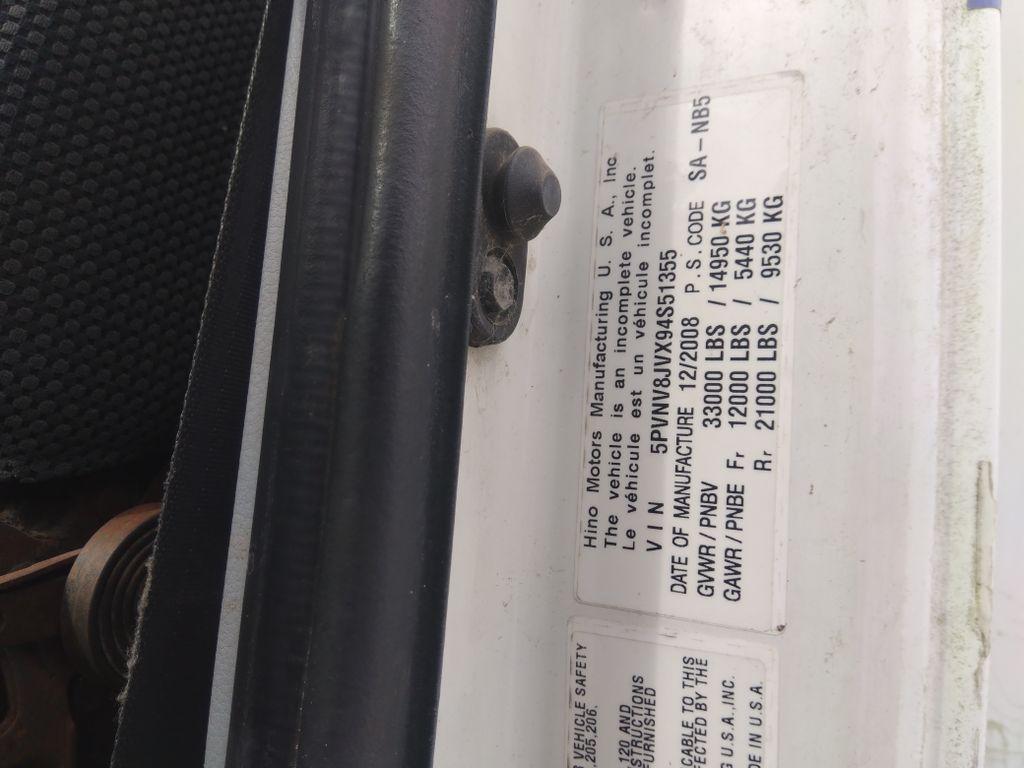 Hino Motors Manufacturing U. S. A., Inc.
The vehicle is an incomplete vehicle.
Le véhicule est un véhicule incomplet.
VIN 5PVNV8JVX94S51355
DATE OF MANUFACTURE 12/2008 P.S.CODE SA-NB5
GVWR/PNBV 33000 LBS / 14950 KG
GAWR/PNBE Fr 12000 LBS / 5440 KG
Rr 21000 LBS / 9530 KG
VEHICLE SAFETY
,205,206.
120 AND
STRUCTIONS
FURNISHED
CABLE TO THIS
FECTED BY THE
G U.S.A.,INC.
DE IN U.S.A.